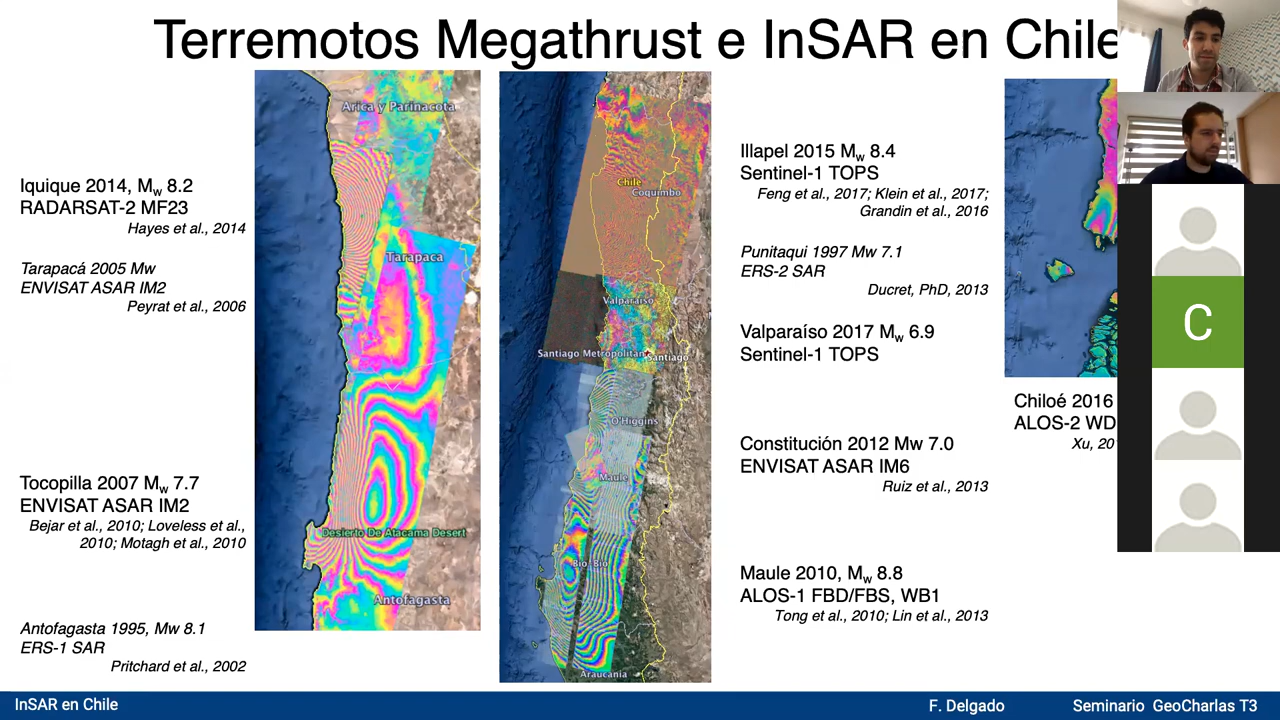 Terremotos Megathrust e InSAR en Chile
Iquique 2014, Mw 8.2
RADARSAT-2 MF23
Hayes et al., 2014
Tarapacá 2005 Mw
ENVISAT ASAR IM2
Peyrat et al., 2006
Tocopilla 2007 Mw 7.7
ENVISAT ASAR IM2
Bejar et al., 2010; Loveless et al.,
2010; Motagh et al., 2010
Antofagasta 1995, Mw 8.1
ERS-1 SAR
Pritchard et al., 2002
Arica y Parinacota
Tarapaca
Desierto De Atacama Desert
Antofagasta
Chile
Coquimbo
Valparaiso
Santiago Metropolitan
Santiago
O'Higgins
Maule
Bio Bio
Araucania
Illapel 2015 Mw 8.4
Sentinel-1 TOPS
Feng et al., 2017; Klein et al., 2017;
Grandin et al., 2016
Punitaqui 1997 Mw 7.1
ERS-2 SAR
Ducret, PhD, 2013
Valparaíso 2017 Mw 6.9
Sentinel-1 TOPS
Constitución 2012 Mw 7.0
ENVISAT ASAR IM6
Ruiz et al., 2013
Maule 2010, Mw 8.8
ALOS-1 FBD/FBS, WB1
Tong et al., 2010; Lin et al., 2013
Chiloé 2016
ALOS-2 WD
Xu, 20
C
InSAR en Chile
F. Delgado
Seminario GeoCharlas T3